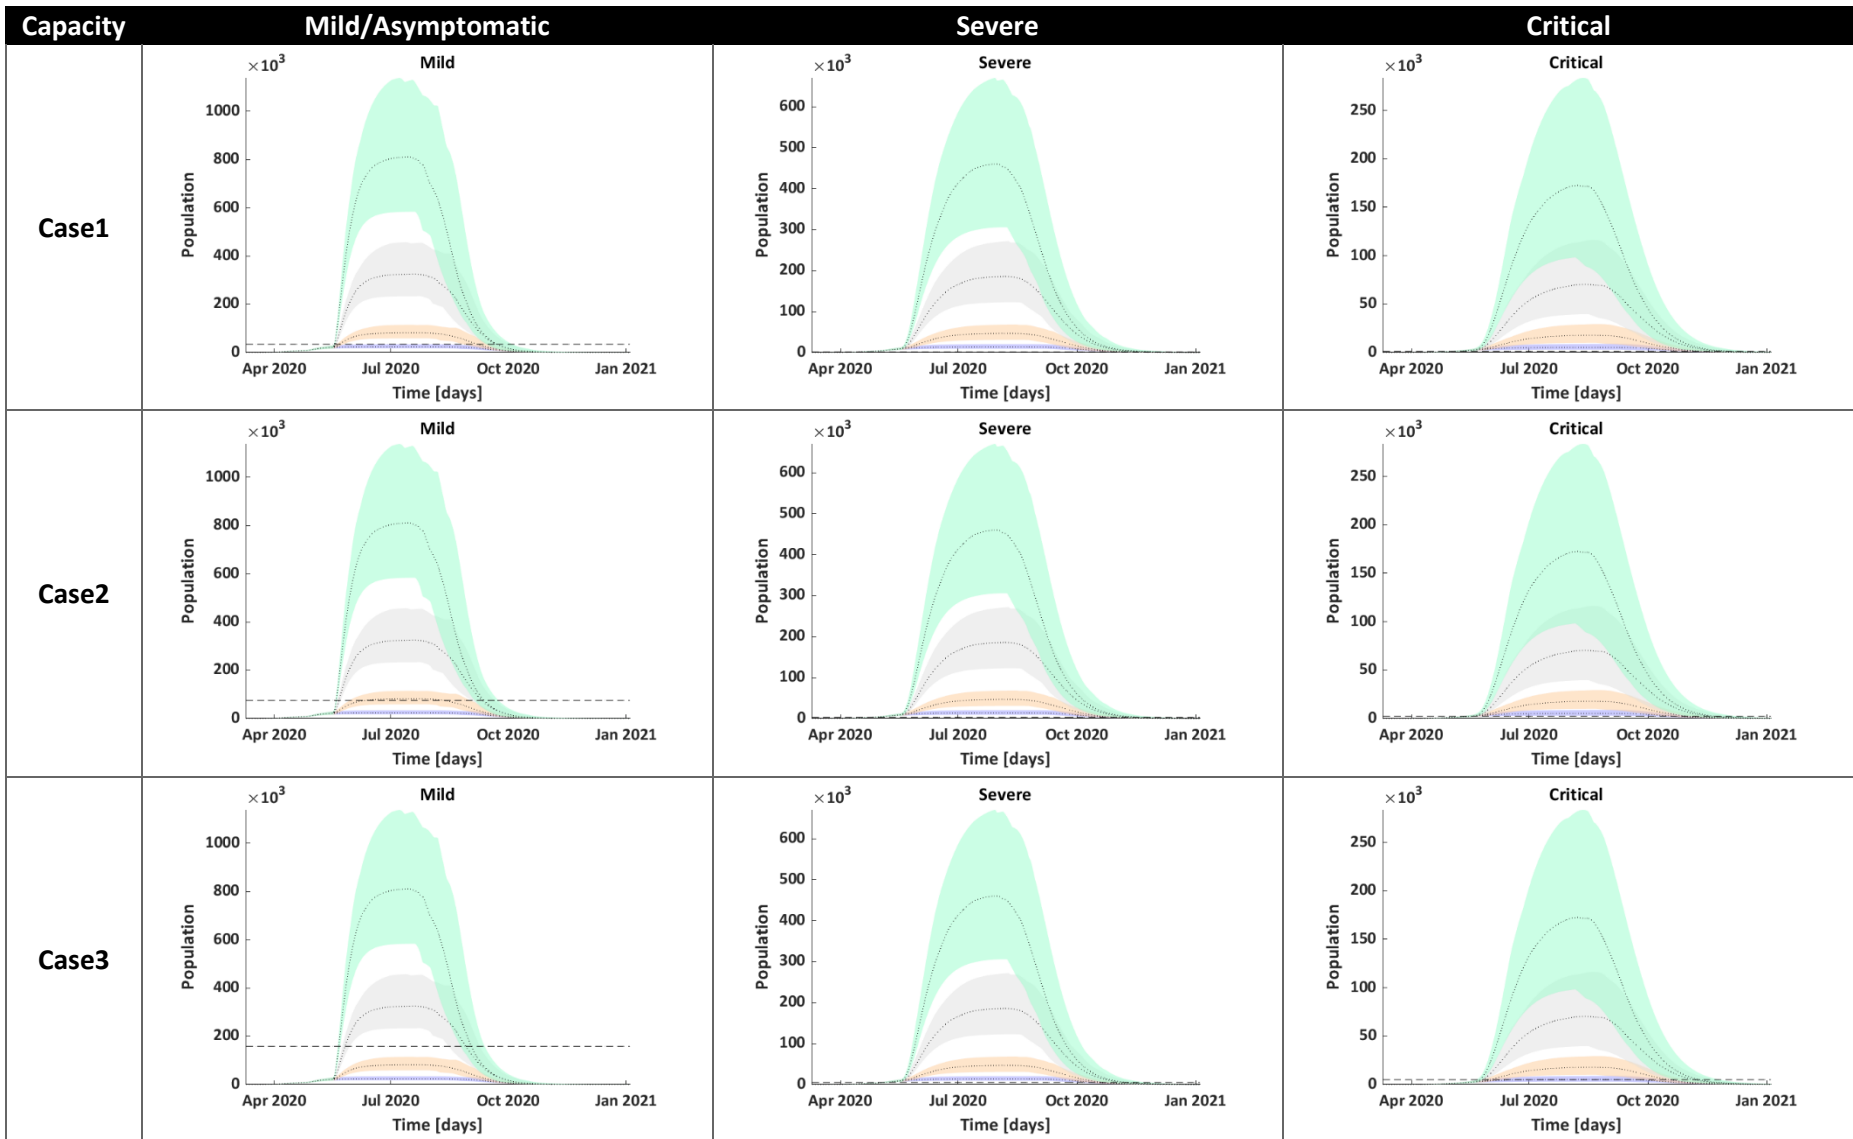 Capacity Mild/Asymptomatic Severe Critical
Case1
×10³ Mild
Population
1000
800
600
400
200
0
Apr 2020 Jul 2020 Oct 2020 Jan 2021
Time [days]
×10³ Severe
Population
600
500
400
300
200
100
0
Apr 2020 Jul 2020 Oct 2020 Jan 2021
Time [days]
×10³ Critical
Population
250
200
150
100
50
0
Apr 2020 Jul 2020 Oct 2020 Jan 2021
Time [days]
Case2
×10³ Mild
Population
1000
800
600
400
200
0
Apr 2020 Jul 2020 Oct 2020 Jan 2021
Time [days]
×10³ Severe
Population
600
500
400
300
200
100
0
Apr 2020 Jul 2020 Oct 2020 Jan 2021
Time [days]
×10³ Critical
Population
250
200
150
100
50
0
Apr 2020 Jul 2020 Oct 2020 Jan 2021
Time [days]
Case3
×10³ Mild
Population
1000
800
600
400
200
0
Apr 2020 Jul 2020 Oct 2020 Jan 2021
Time [days]
×10³ Severe
Population
600
500
400
300
200
100
0
Apr 2020 Jul 2020 Oct 2020 Jan 2021
Time [days]
×10³ Critical
Population
250
200
150
100
50
0
Apr 2020 Jul 2020 Oct 2020 Jan 2021
Time [days]